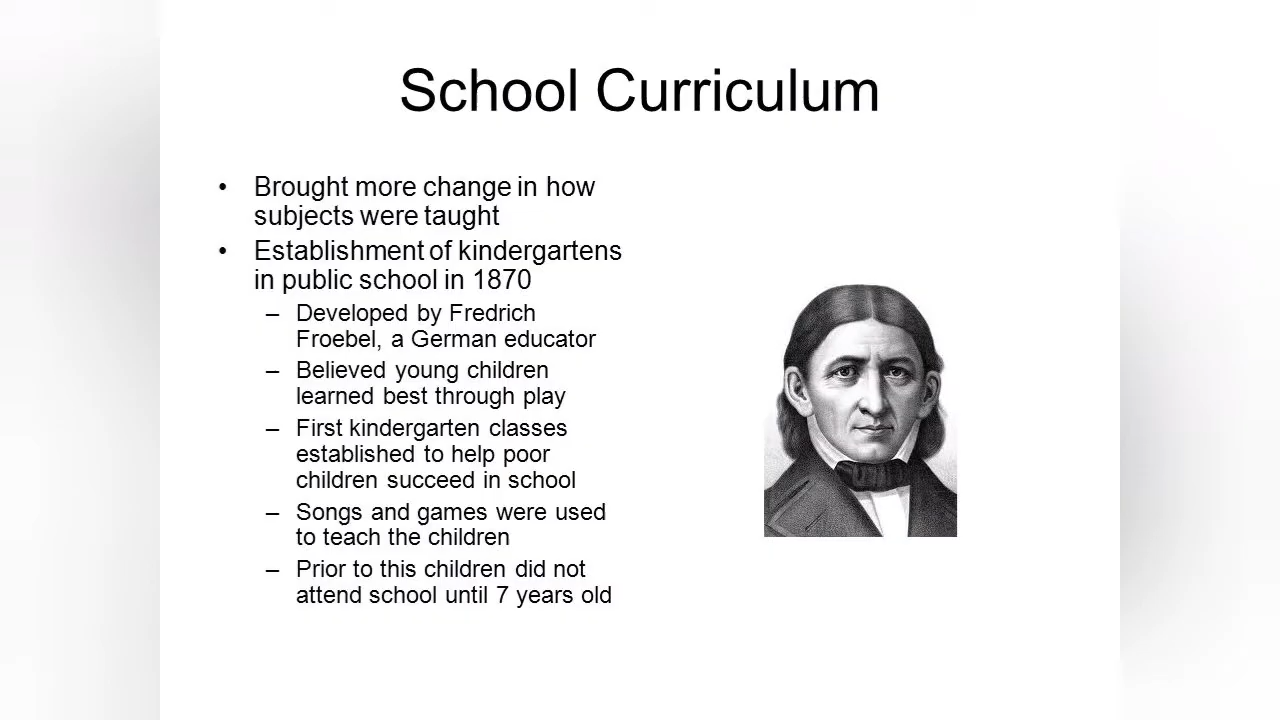 School Curriculum
• Brought more change in how
subjects were taught
• Establishment of kindergartens
in public school in 1870
– Developed by Fredrich
Froebel, a German educator
– Believed young children
learned best through play
– First kindergarten classes
established to help poor
children succeed in school
– Songs and games were used
to teach the children
– Prior to this children did not
attend school until 7 years old